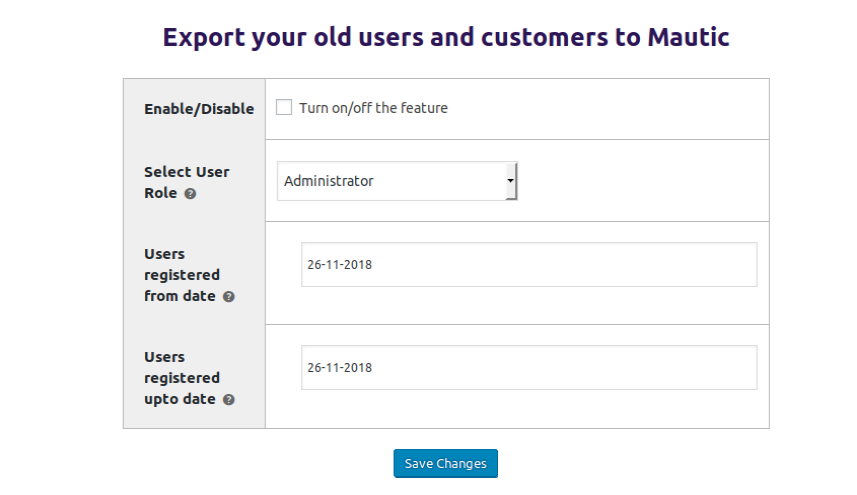 Export your old users and customers to Mautic
Enable/Disable
Turn on/off the feature
Select User
Role
Administrator
Users
registered
from date
26-11-2018
Users
registered
upto date
26-11-2018
Save Changes